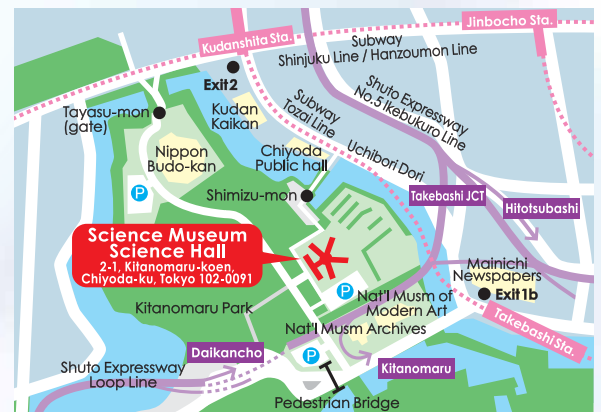 Jinbocho Sta.
Kudanshita Sta.
Subway
Shinjuku Line / Hanzoumon Line
Exit2
Shuto Expressway
No.5 Ikebukuro Line
Tayasu-mon
(gate)
Kudan
Kaikan
Subway
Tozai Line
Uchibori Dori
Nippon
Budo-kan
Chiyoda
Public hall
P
Shimizu-mon
Takebashi JCT
Hitotsubashi
Science Museum
Science Hall
2-1, Kitanomaru-koen,
Chiyoda-ku, Tokyo 102-0091
Mainichi
Newspapers
Exit1b
P
Nat'l Musm of
Modern Art
Kitanomaru Park
Nat'l Musm Archives
Takebashi Sta.
Daikancho
P
Shuto Expressway
Loop Line
Kitanomaru
Pedestrian Bridge